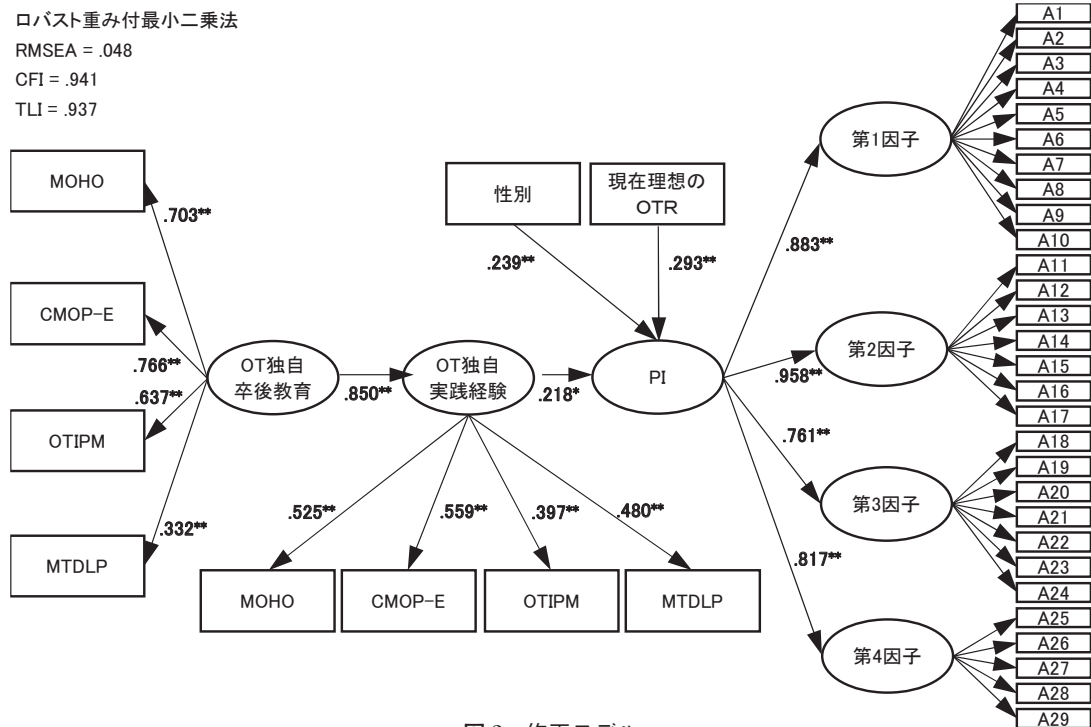 ロバスト重み付最小二乗法
RMSEA = .048
CFI = .941
TLI = .937
MOHO
CMOP-E
OTIPM
MTDLP
.703**
.766**
.637**
.332**
OT独自
卒後教育
.850**
OT独自
実践経験
.218*
.525**
.559**
.397**
.480**
MOHO
CMOP-E
OTIPM
MTDLP
性別
現在理想の
OTR
.239**
.293**
PI
.883**
.958**
.761**
.817**
第1因子
第2因子
第3因子
第4因子
A1
A2
A3
A4
A5
A6
A7
A8
A9
A10
A11
A12
A13
A14
A15
A16
A17
A18
A19
A20
A21
A22
A23
A24
A25
A26
A27
A28
A29